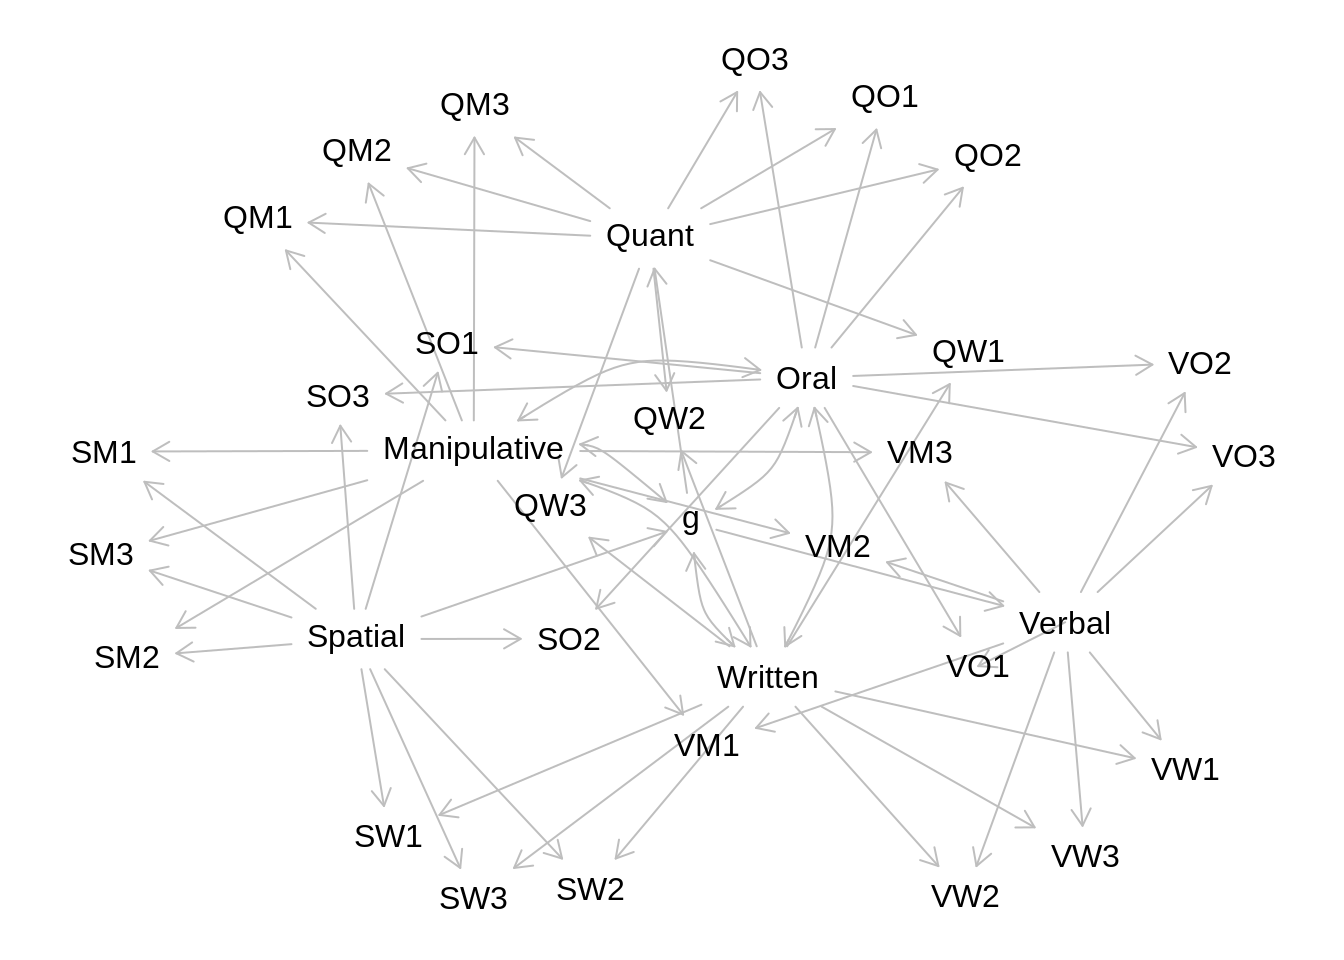 QO3
QO1
QM3
QM2
QO2
QM1
Quant
SO1
QW1
VO2
Oral
SO3
QW2
SM1
Manipulative
VM3
VO3
QW3
g
SM3
VM2
Verbal
Spatial
SO2
SM2
VO1
Written
VM1
VW1
SW1
VW3
SW3
SW2
VW2